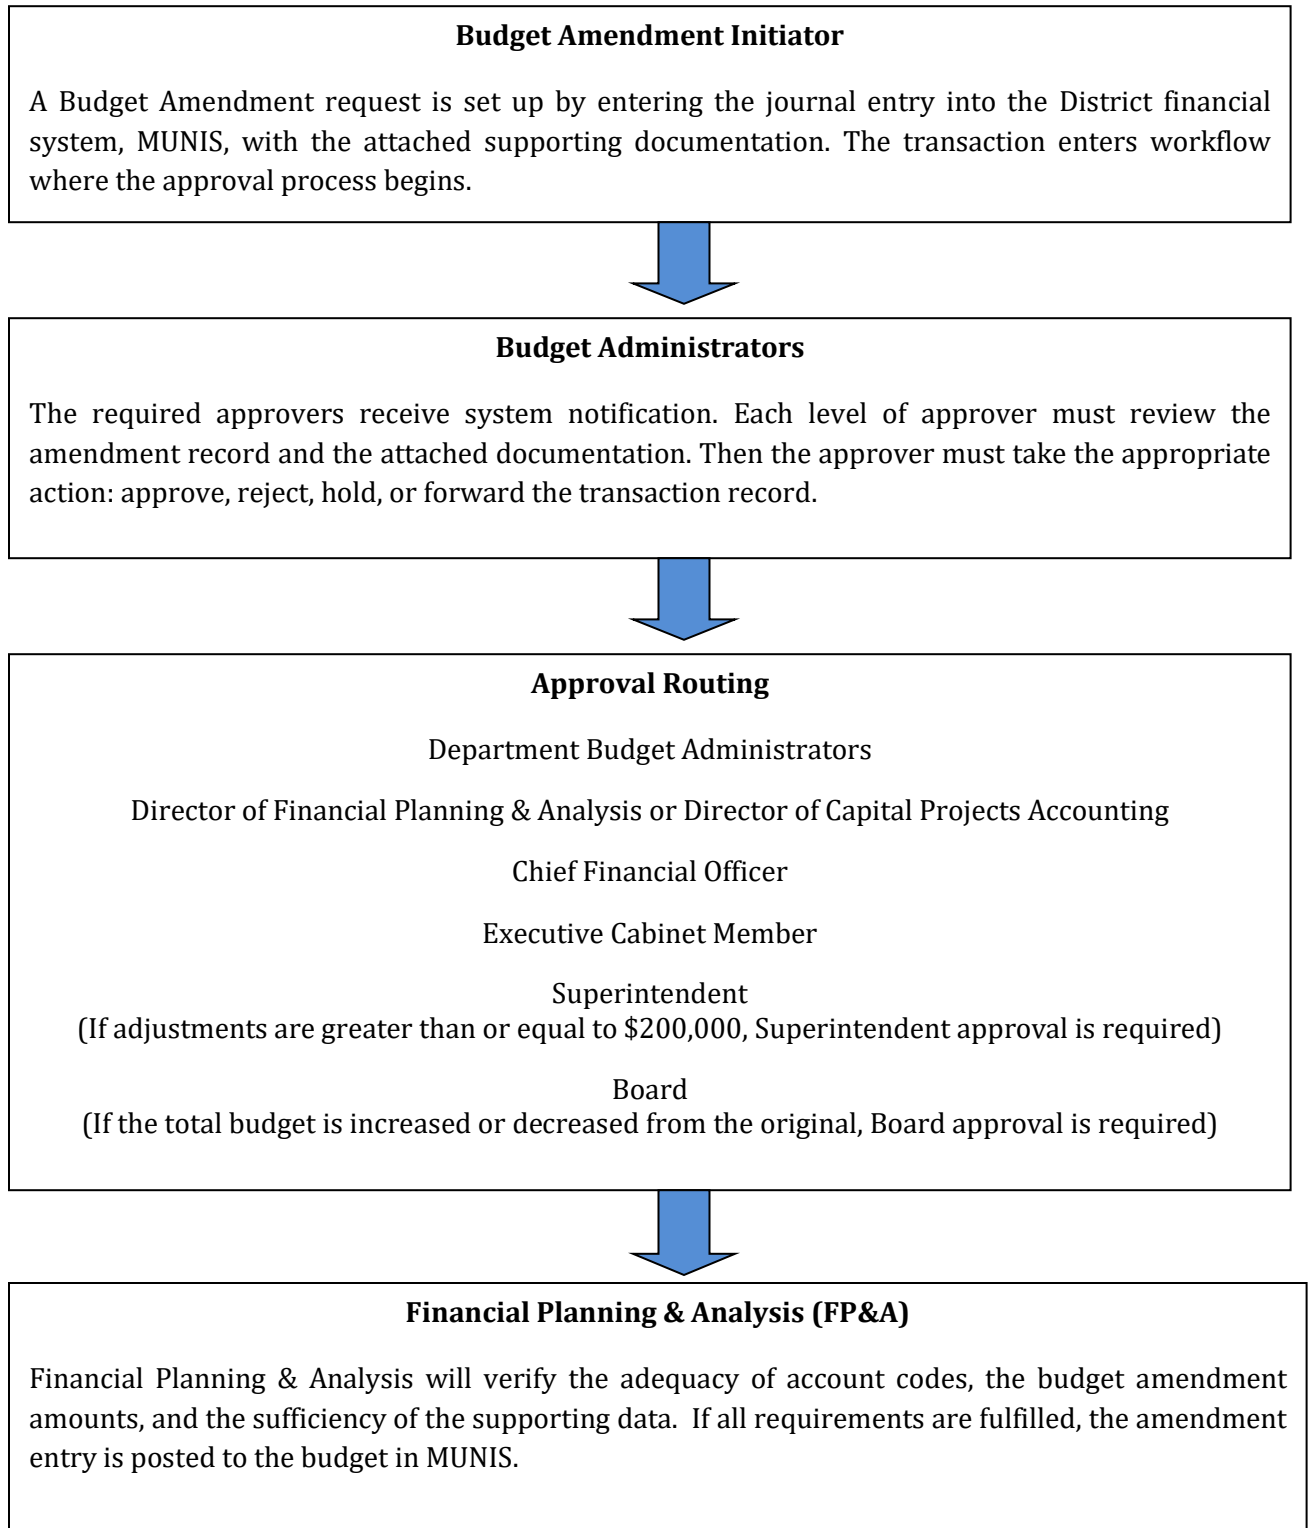 Budget Amendment Initiator
A Budget Amendment request is set up by entering the journal entry into the District financial
system, MUNIS, with the attached supporting documentation. The transaction enters workflow
where the approval process begins.
Budget Administrators
The required approvers receive system notification. Each level of approver must review the
amendment record and the attached documentation. Then the approver must take the appropriate
action: approve, reject, hold, or forward the transaction record.
Approval Routing
Department Budget Administrators
Director of Financial Planning & Analysis or Director of Capital Projects Accounting
Chief Financial Officer
Executive Cabinet Member
Superintendent
(If adjustments are greater than or equal to $200,000, Superintendent approval is required)
Board
(If the total budget is increased or decreased from the original, Board approval is required)
Financial Planning & Analysis (FP&A)
Financial Planning & Analysis will verify the adequacy of account codes, the budget amendment
amounts, and the sufficiency of the supporting data.  If all requirements are fulfilled, the amendment
entry is posted to the budget in MUNIS.